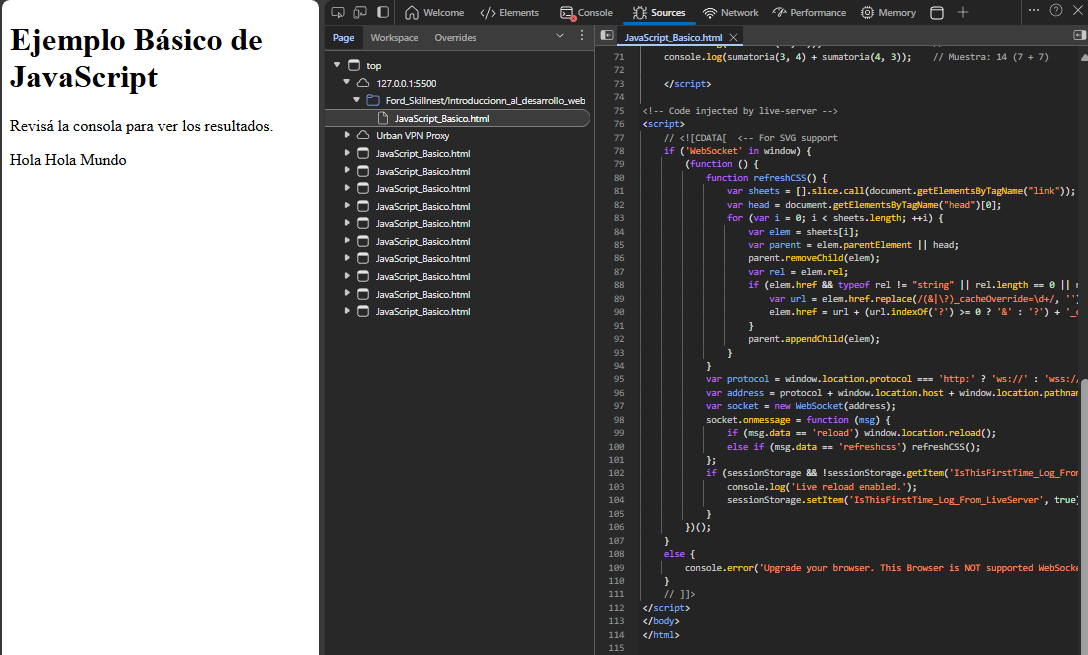 Ejemplo Básico de
JavaScript
Revisá la consola para ver los resultados.
Hola Hola Mundo
Welcome Elements Console Sources Network Performance Memory
Page Workspace Overrides
top
127.0.0.1:5500
Ford_Skillnest/Introduccionn_al_desarrollo_web
JavaScript_Basico.html
Urban VPN Proxy
JavaScript_Basico.html
JavaScript_Basico.html
JavaScript_Basico.html
JavaScript_Basico.html
JavaScript_Basico.html
JavaScript_Basico.html
JavaScript_Basico.html
JavaScript_Basico.html
JavaScript_Basico.html
JavaScript_Basico.html
JavaScript_Basico.html
71 console.log(sumatoria(3, 4) + sumatoria(4, 3)); // Muestra: 14 (7 + 7)
72
73 </script>
74
75 <!-- Code injected by live-server -->
76 <script>
77 // <![CDATA[ <-- For SVG support
78 if ('WebSocket' in window) {
79 (function () {
80 function refreshCSS() {
81 var sheets = [].slice.call(document.getElementsByTagName("link"));
82 var head = document.getElementsByTagName("head")[0];
83 for (var i = 0; i < sheets.length; ++i) {
84 var elem = sheets[i];
85 var parent = elem.parentElement || head;
86 parent.removeChild(elem);
87 var rel = elem.rel;
88 if (elem.href && typeof rel != "string" || rel.length == 0 || r
89 var url = elem.href.replace(/(&|\?)_cacheOverride=\d+/, '')
90 elem.href = url + (url.indexOf('?') >= 0 ? '&' : '?') + '_c
91 }
92 parent.appendChild(elem);
93 }
94 }
95 var protocol = window.location.protocol === 'http:' ? 'ws://' : 'wss:/
96 var address = protocol + window.location.host + window.location.pathna
97 var socket = new WebSocket(address);
98 socket.onmessage = function (msg) {
99 if (msg.data == 'reload') window.location.reload();
100 else if (msg.data == 'refreshcss') refreshCSS();
101 };
102 if (sessionStorage && !sessionStorage.getItem('IsThisFirstTime_Log_From
103 console.log('Live reload enabled.');
104 sessionStorage.setItem('IsThisFirstTime_Log_From_LiveServer', true)
105 }
106 })();
107 }
108 else {
109 console.error('Upgrade your browser. This Browser is NOT supported WebSocke
110 }
111 // ]]>
112 </script>
113 </body>
114 </html>
115